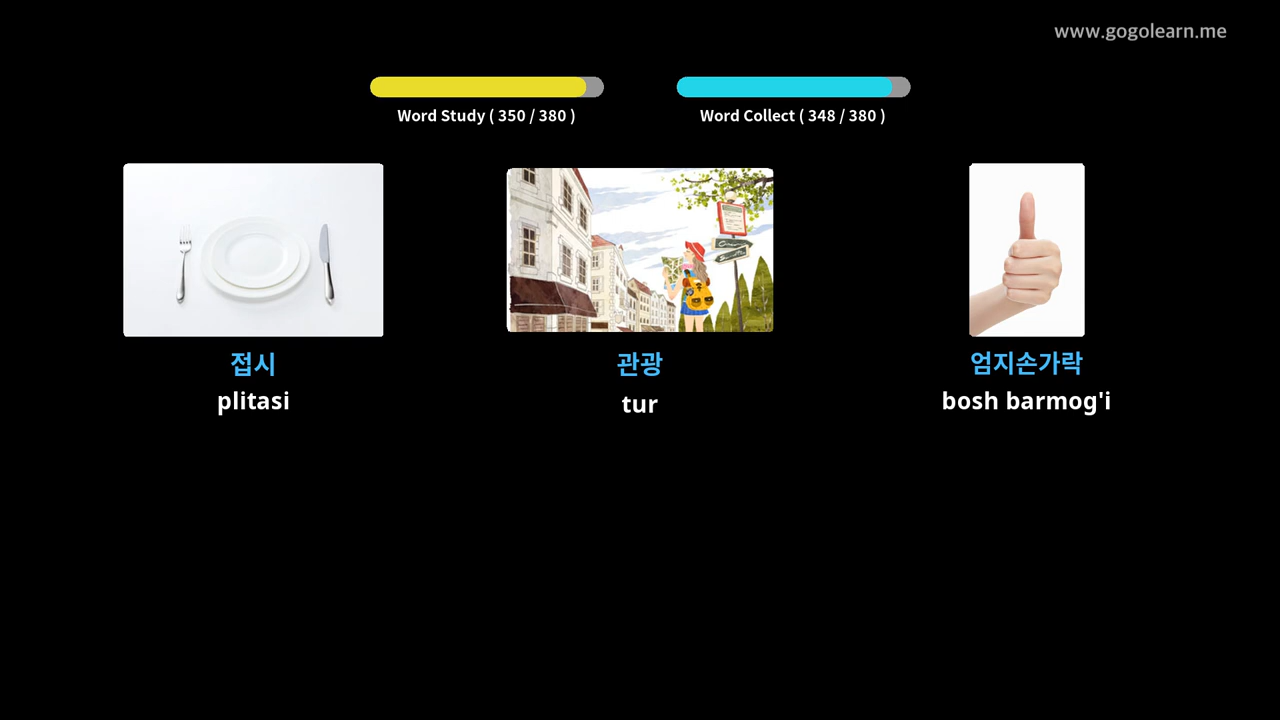 www.gogolearn.me
Word Study ( 350 / 380 )
Word Collect ( 348 / 380 )
접시
plitasi
관광
tur
엄지손가락
bosh barmog'i